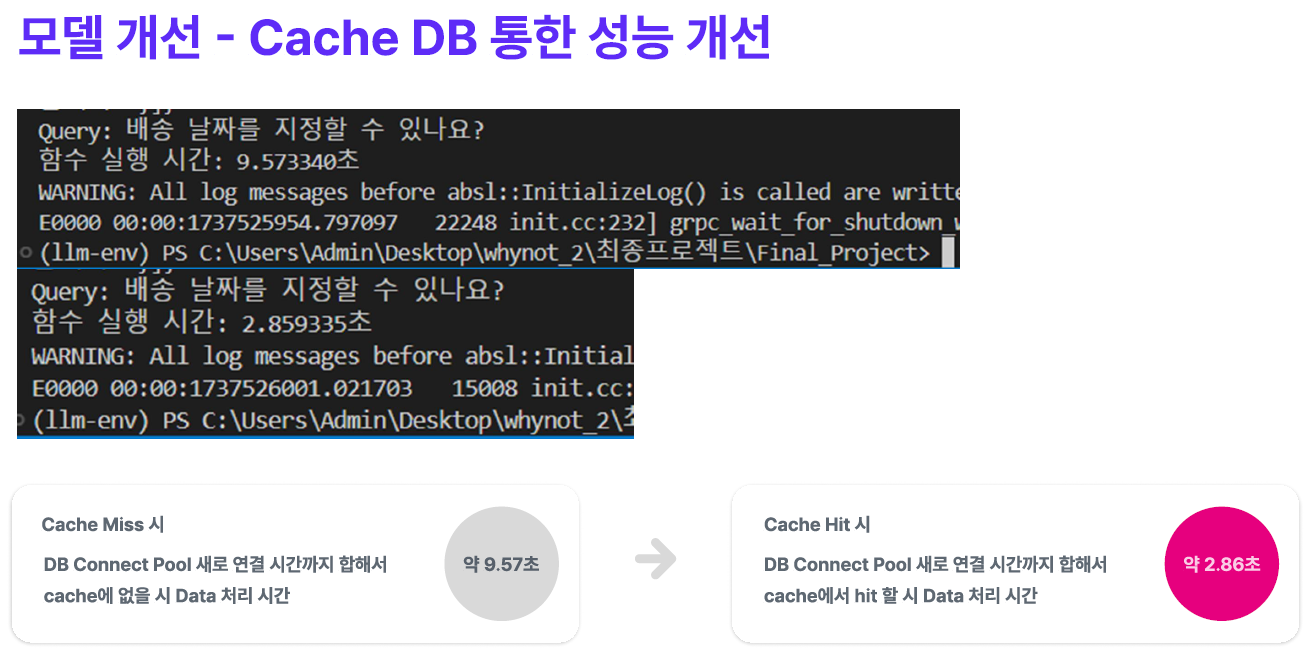 모델 개선 - Cache DB 통한 성능 개선
Query: 배송 날짜를 지정할 수 있나요?
함수 실행 시간: 9.573340초
WARNING: All log messages before absl::InitializeLog() is called are writte
E0000 00:00:1737525954.797097 22248 init.cc:232] grpc_wait_for_shutdown_
(llm-env) PS C:\Users\Admin\Desktop\whynot_2\최종프로젝트\Final_Project>
Query: 배송 날짜를 지정할 수 있나요?
함수 실행 시간: 2.859335초
WARNING: All log messages before absl::Initial
E0000 00:00:1737526001.021703 15008 init.cc:
(llm-env) PS C:\Users\Admin\Desktop\whynot_2\최
Cache Miss 시
DB Connect Pool 새로 연결 시간까지 합해서
cache에 없을 시 Data 처리 시간
약 9.57초
Cache Hit 시
DB Connect Pool 새로 연결 시간까지 합해서
cache에서 hit 할 시 Data 처리 시간
약 2.86초